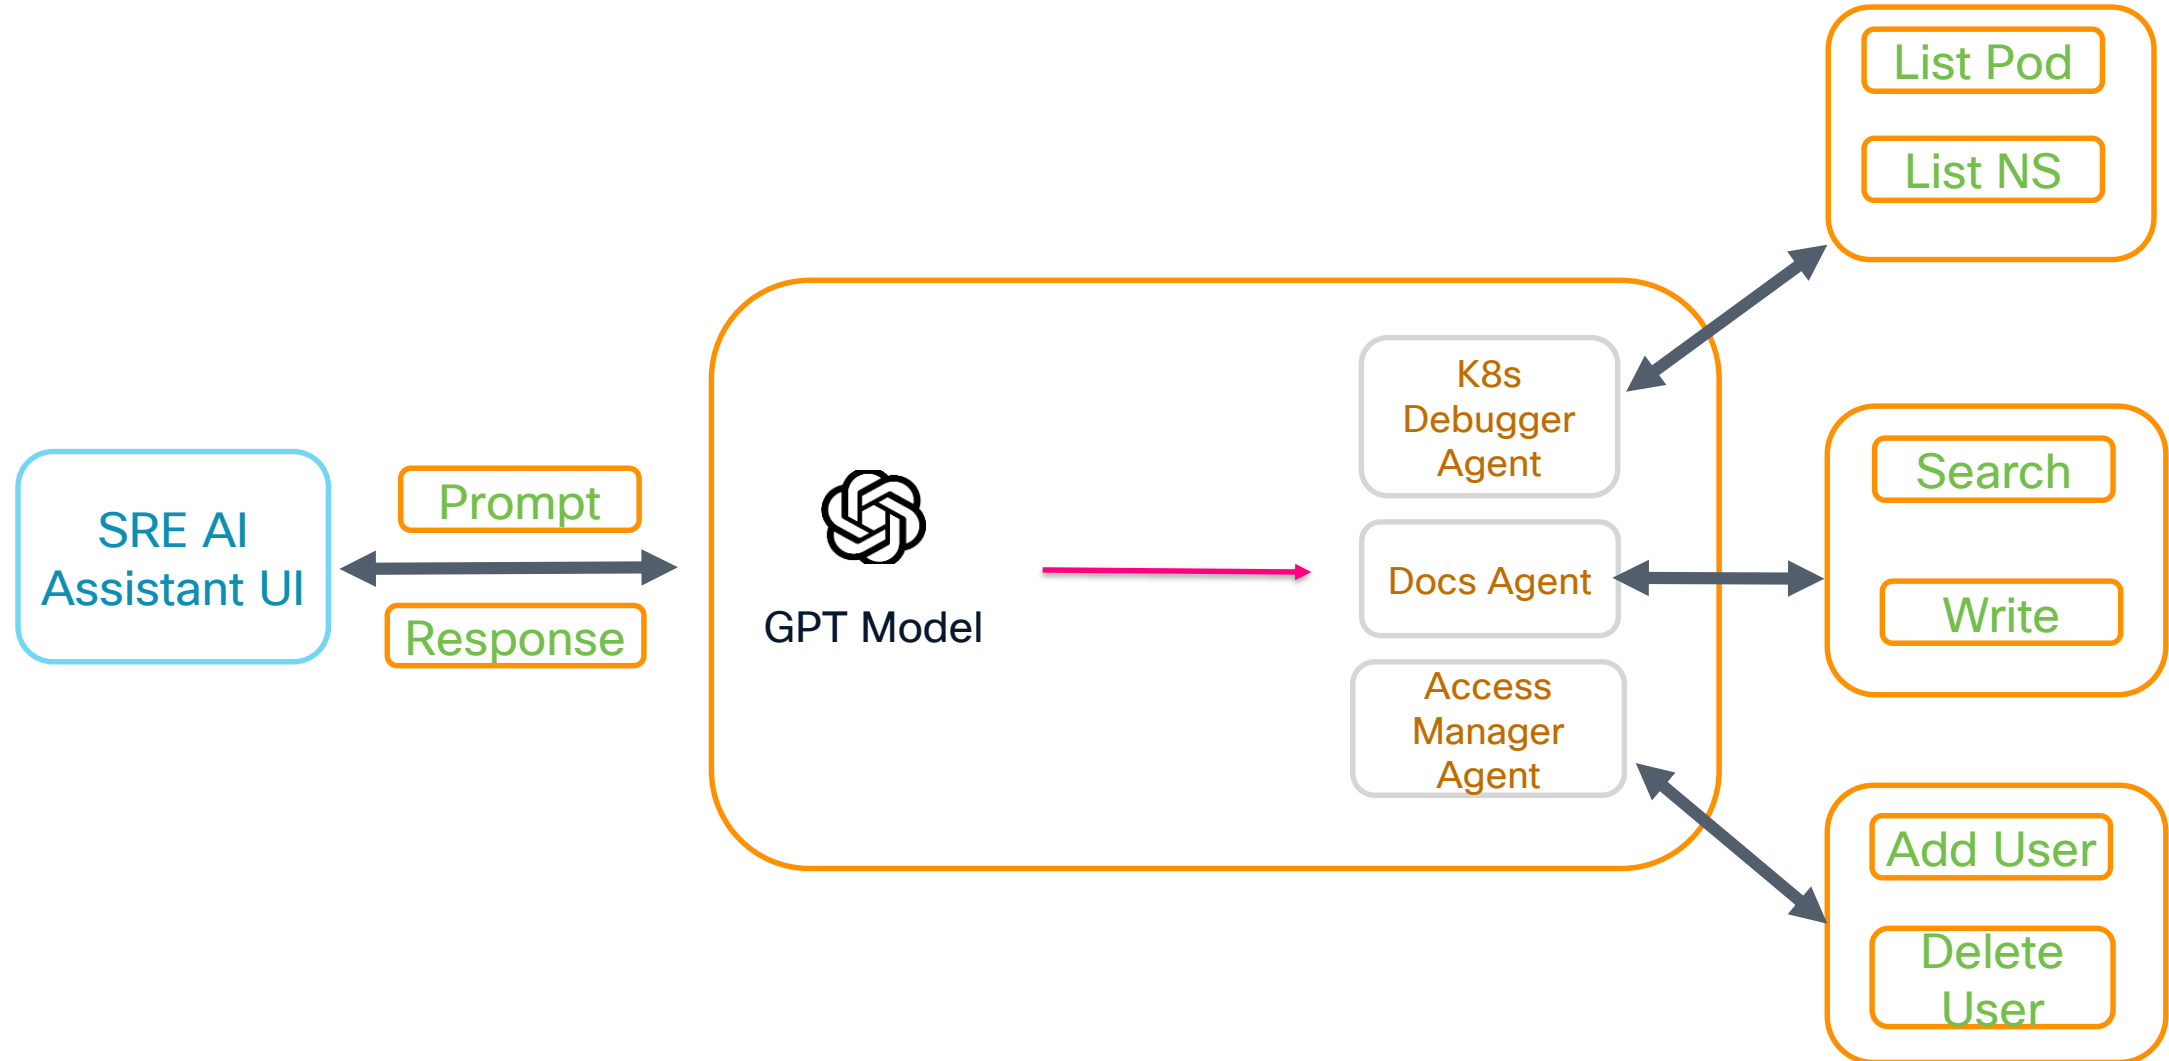 SRE AI
Assistant UI
Prompt
Response
GPT Model
K8s
Debugger
Agent
Docs Agent
Access
Manager
Agent
List Pod
List NS
Search
Write
Add User
Delete
User